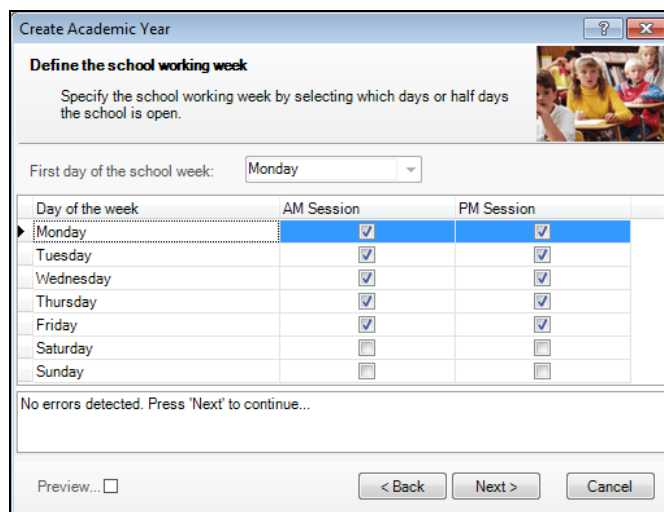 Create Academic Year
Define the school working week
Specify the school working week by selecting which days or half days
the school is open.
First day of the school week: Monday
Day of the week AM Session PM Session
Monday
Tuesday
Wednesday
Thursday
Friday
Saturday
Sunday
No errors detected. Press 'Next' to continue...
Preview... < Back Next > Cancel